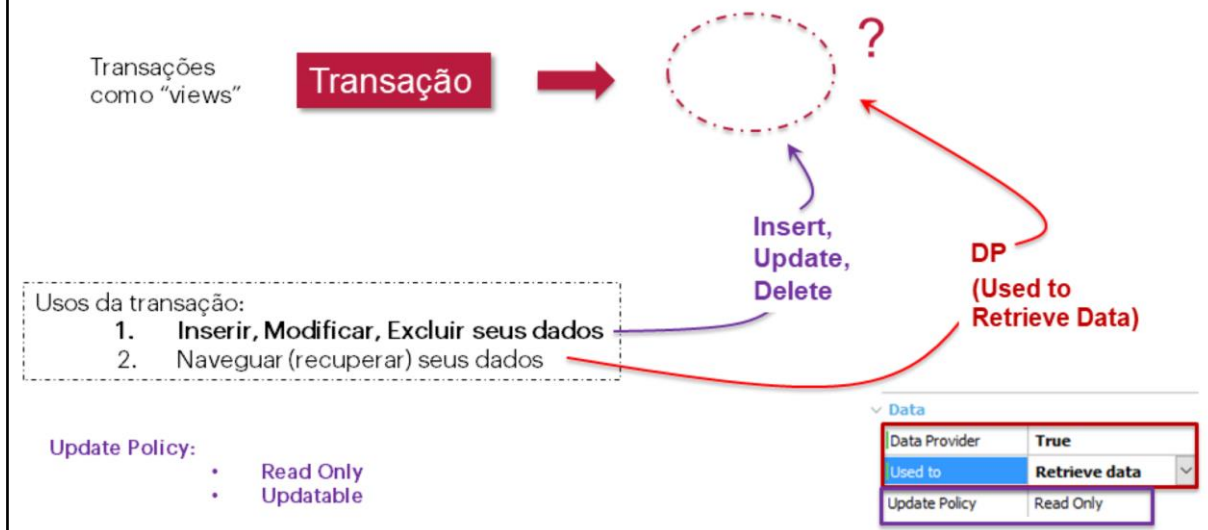 Transações
como “views”
Transação
?
Insert,
Update,
Delete
DP
(Used to
Retrieve Data)
Usos da transação:
1. Inserir, Modificar, Excluir seus dados
2. Naveguar (recuperar) seus dados
Update Policy:
• Read Only
• Updatable
Data
Data Provider True
Used to Retrieve data
Update Policy Read Only